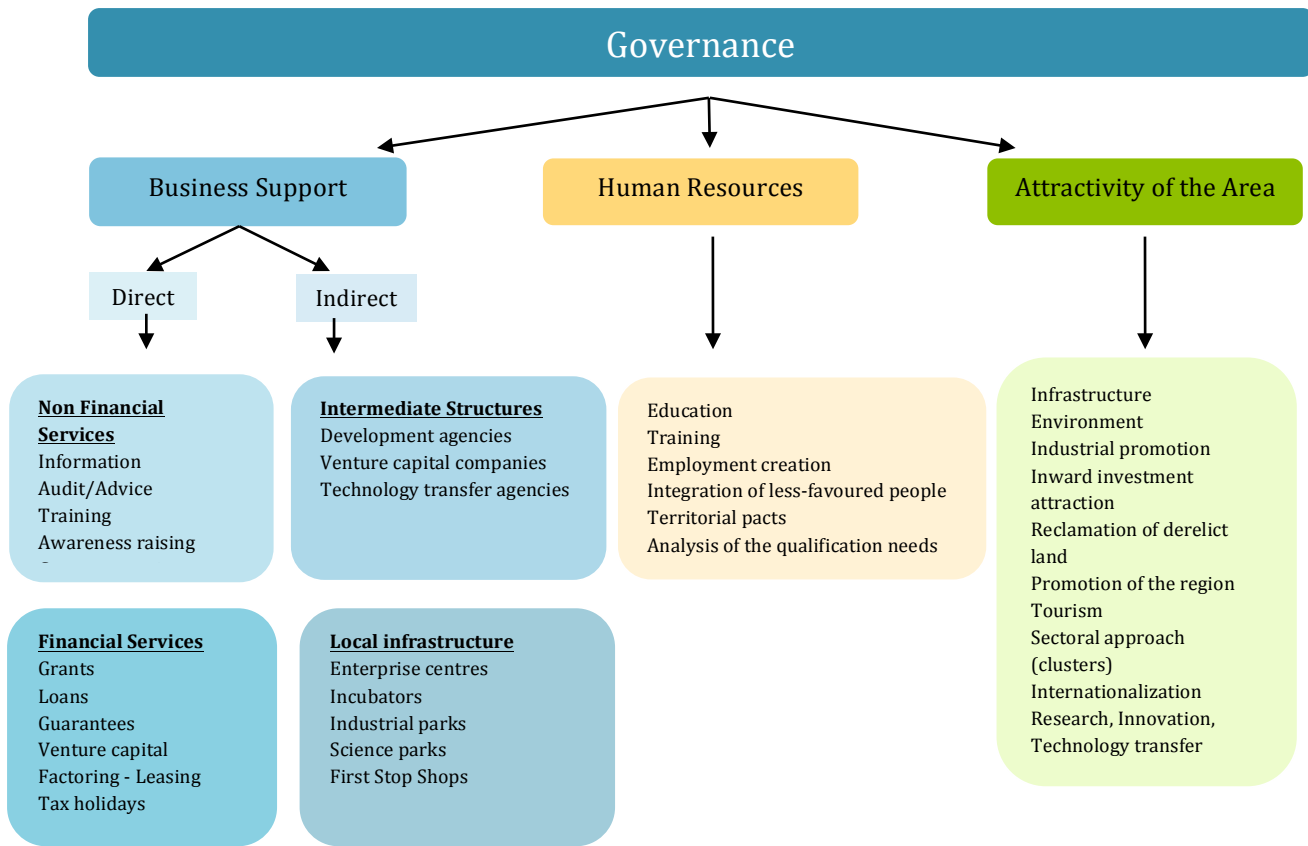 Governance
Business Support
Human Resources
Attractivity of the Area
Direct
Indirect
Non Financial
Services
Information
Audit/Advice
Training
Awareness raising
Intermediate Structures
Development agencies
Venture capital companies
Technology transfer agencies
Education
Training
Employment creation
Integration of less-favoured people
Territorial pacts
Analysis of the qualification needs
Infrastructure
Environment
Industrial promotion
Inward investment
attraction
Reclamation of derelict
land
Promotion of the region
Tourism
Sectoral approach
(clusters)
Internationalization
Research, Innovation,
Technology transfer
Financial Services
Grants
Loans
Guarantees
Venture capital
Factoring - Leasing
Tax holidays
Local infrastructure
Enterprise centres
Incubators
Industrial parks
Science parks
First Stop Shops